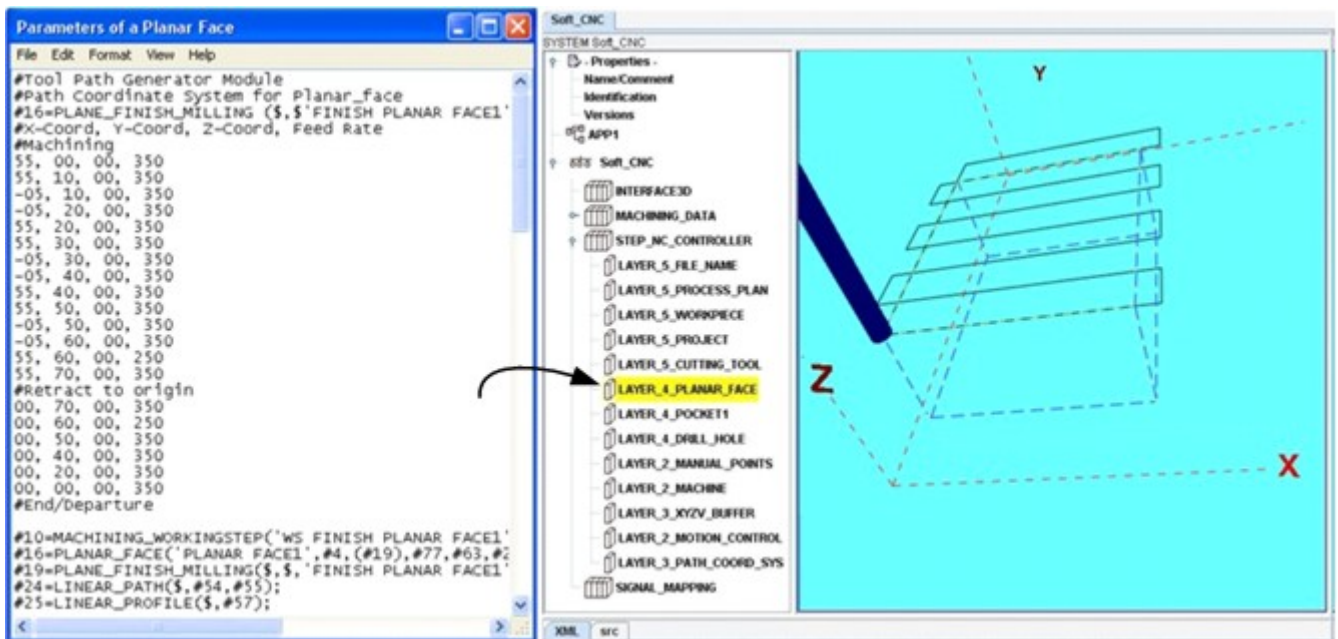 Parameters of a Planar Face
File Edit Format View Help
#Tool Path Generator Module
#Path Coordinate System for Planar_face
#16=PLANE_FINISH_MILLING ($,$'FINISH PLANAR FACE1'
#X-Coord, Y-Coord, Z-Coord, Feed Rate
#Machining
55, 00, 00, 350
55, 10, 00, 350
-05, 10, 00, 350
-05, 20, 00, 350
55, 20, 00, 350
55, 30, 00, 350
-05, 30, 00, 350
-05, 40, 00, 350
55, 40, 00, 350
55, 50, 00, 350
-05, 50, 00, 350
-05, 60, 00, 350
55, 60, 00, 250
55, 70, 00, 350
#Retract to origin
00, 70, 00, 350
00, 60, 00, 250
00, 50, 00, 350
00, 40, 00, 350
00, 20, 00, 350
00, 00, 00, 350
#End/Departure
#10=MACHINING_WORKINGSTEP('WS FINISH PLANAR FACE1'
#16=PLANAR_FACE('PLANAR FACE1',#4,(#19),#77,#63,#2
#19=PLANE_FINISH_MILLING($,$,'FINISH PLANAR FACE1'
#24=LINEAR_PATH($,#54,#55);
#25=LINEAR_PROFILE($,#57);
Soft_CNC
SYSTEM Soft_CNC
- Properties -
Name/Comment
Identification
Versions
APP1
Soft_CNC
INTERFACE3D
MACHINING_DATA
STEP_NC_CONTROLLER
LAYER_5_FILE_NAME
LAYER_5_PROCESS_PLAN
LAYER_5_WORKPIECE
LAYER_5_PROJECT
LAYER_5_CUTTING_TOOL
LAYER_4_PLANAR_FACE
LAYER_4_POCKET1
LAYER_4_DRILL_HOLE
LAYER_2_MANUAL_POINTS
LAYER_2_MACHINE
LAYER_3_XYZV_BUFFER
LAYER_2_MOTION_CONTROL
LAYER_3_PATH_COORD_SYS
SIGNAL_MAPPING
XML src
Y
Z
X